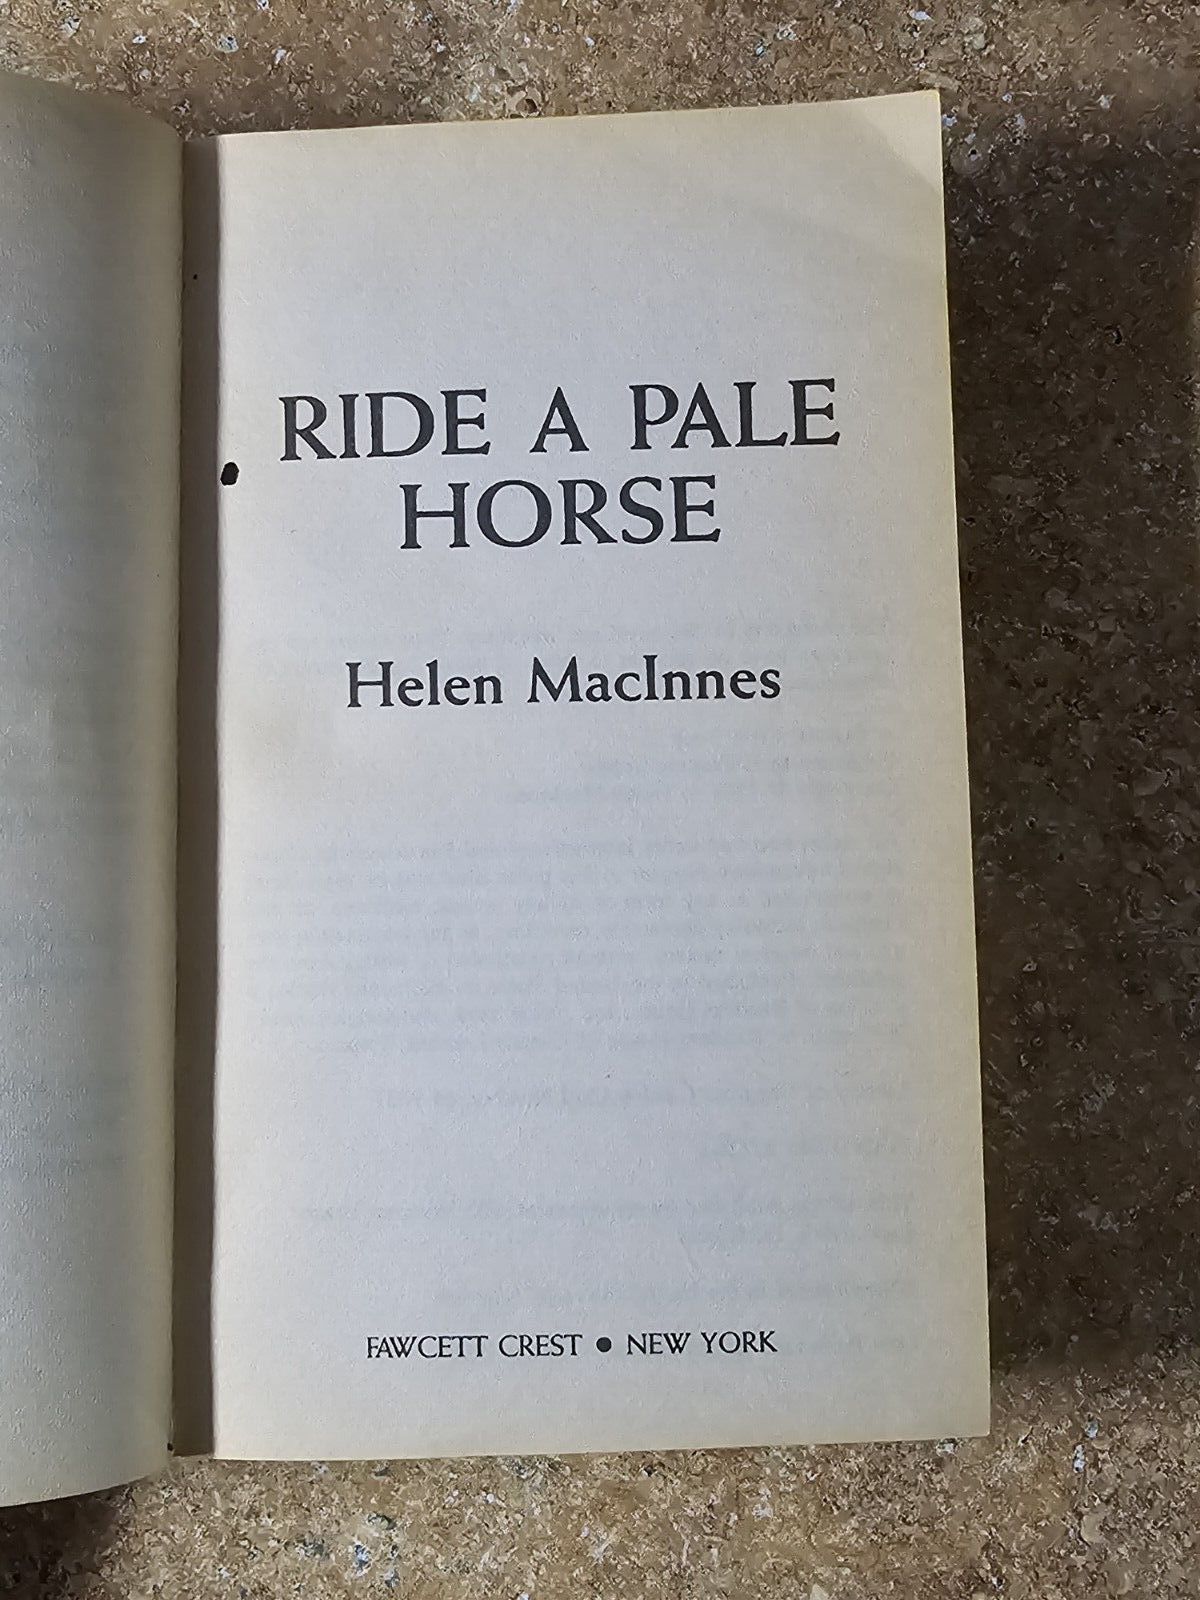 RIDE A PALE
HORSE
Helen MacInnes
FAWCETT CREST ● NEW YORK